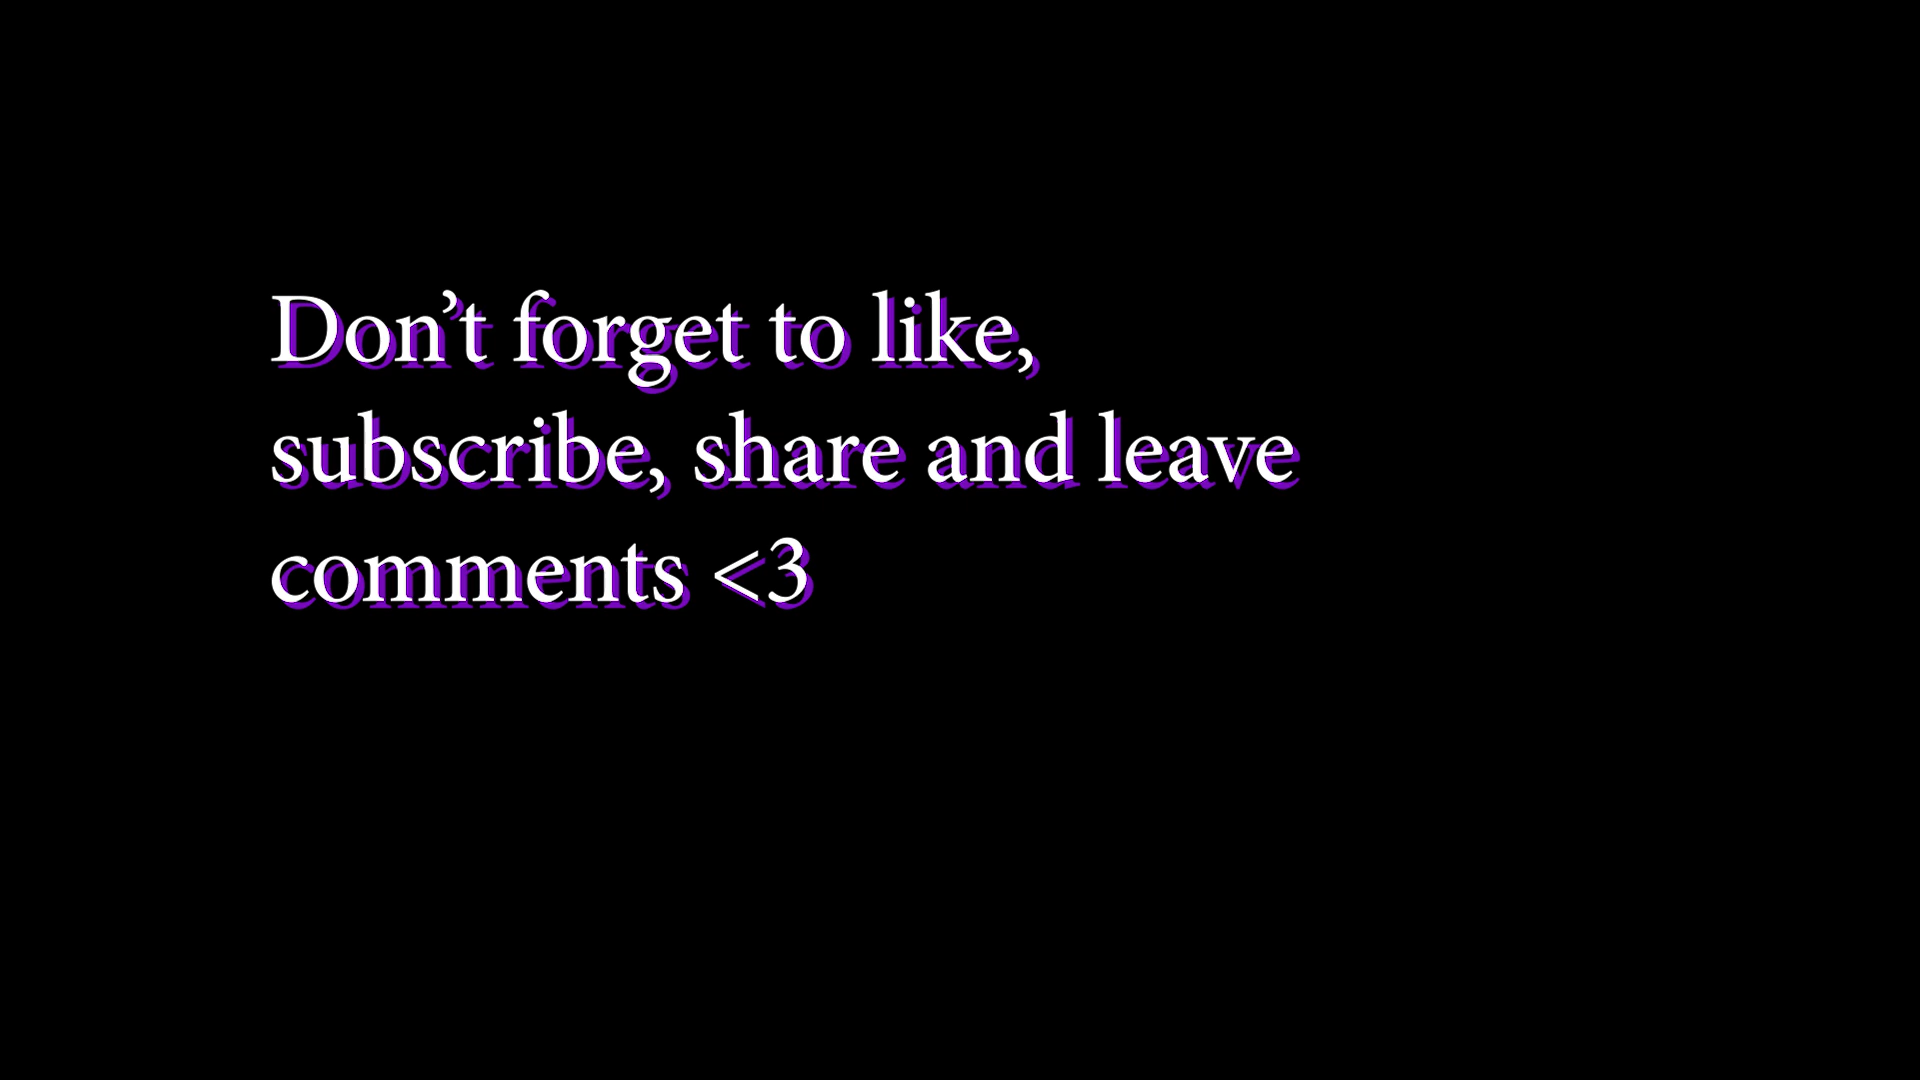 Don’t forget to like,
subscribe, share and leave
comments <3